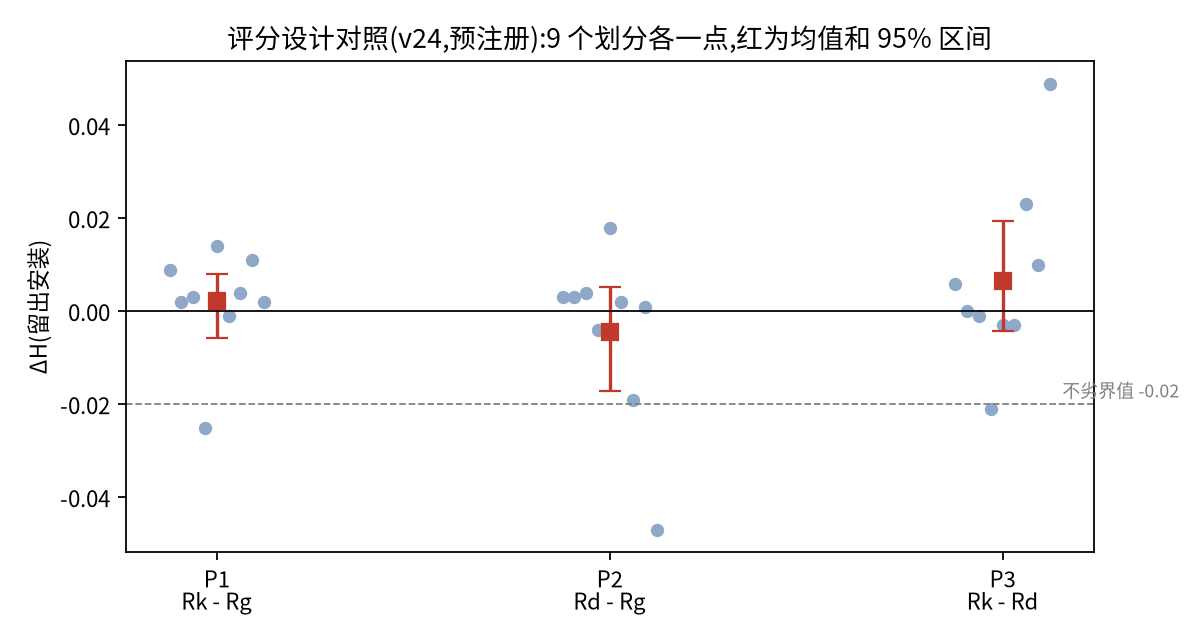 评分设计对照(v24,预注册):9 个划分各一点,红为均值和 95% 区间
ΔH(留出安装)
0.04
0.02
0.00
-0.02
-0.04
不劣界值 -0.02
P1
Rk - Rg
P2
Rd - Rg
P3
Rk - Rd